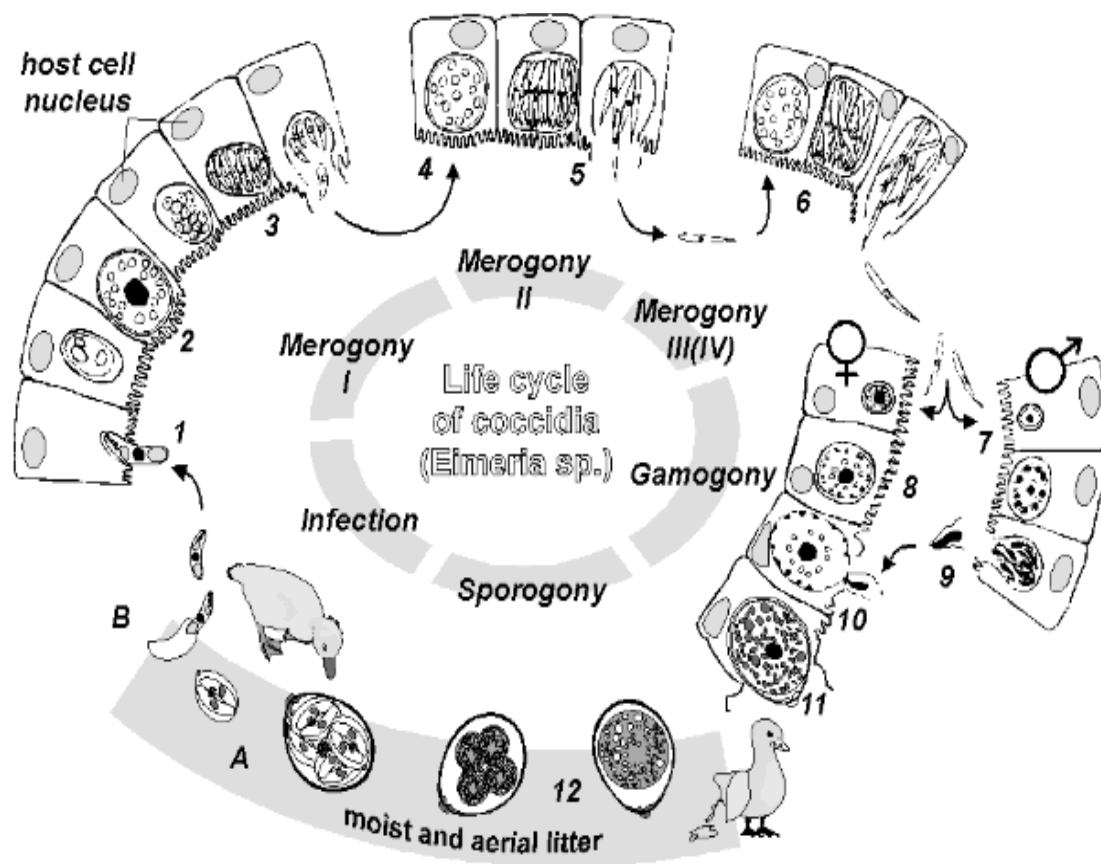 host cell
nucleus
1
2
3
4
5
6
7
8
9
10
11
12
A
B
Merogony
I
Merogony
II
Merogony
III(IV)
Gamogony
Sporogony
Infection
Life cycle
of coccidia
(Eimeria sp.)
moist and aerial litter